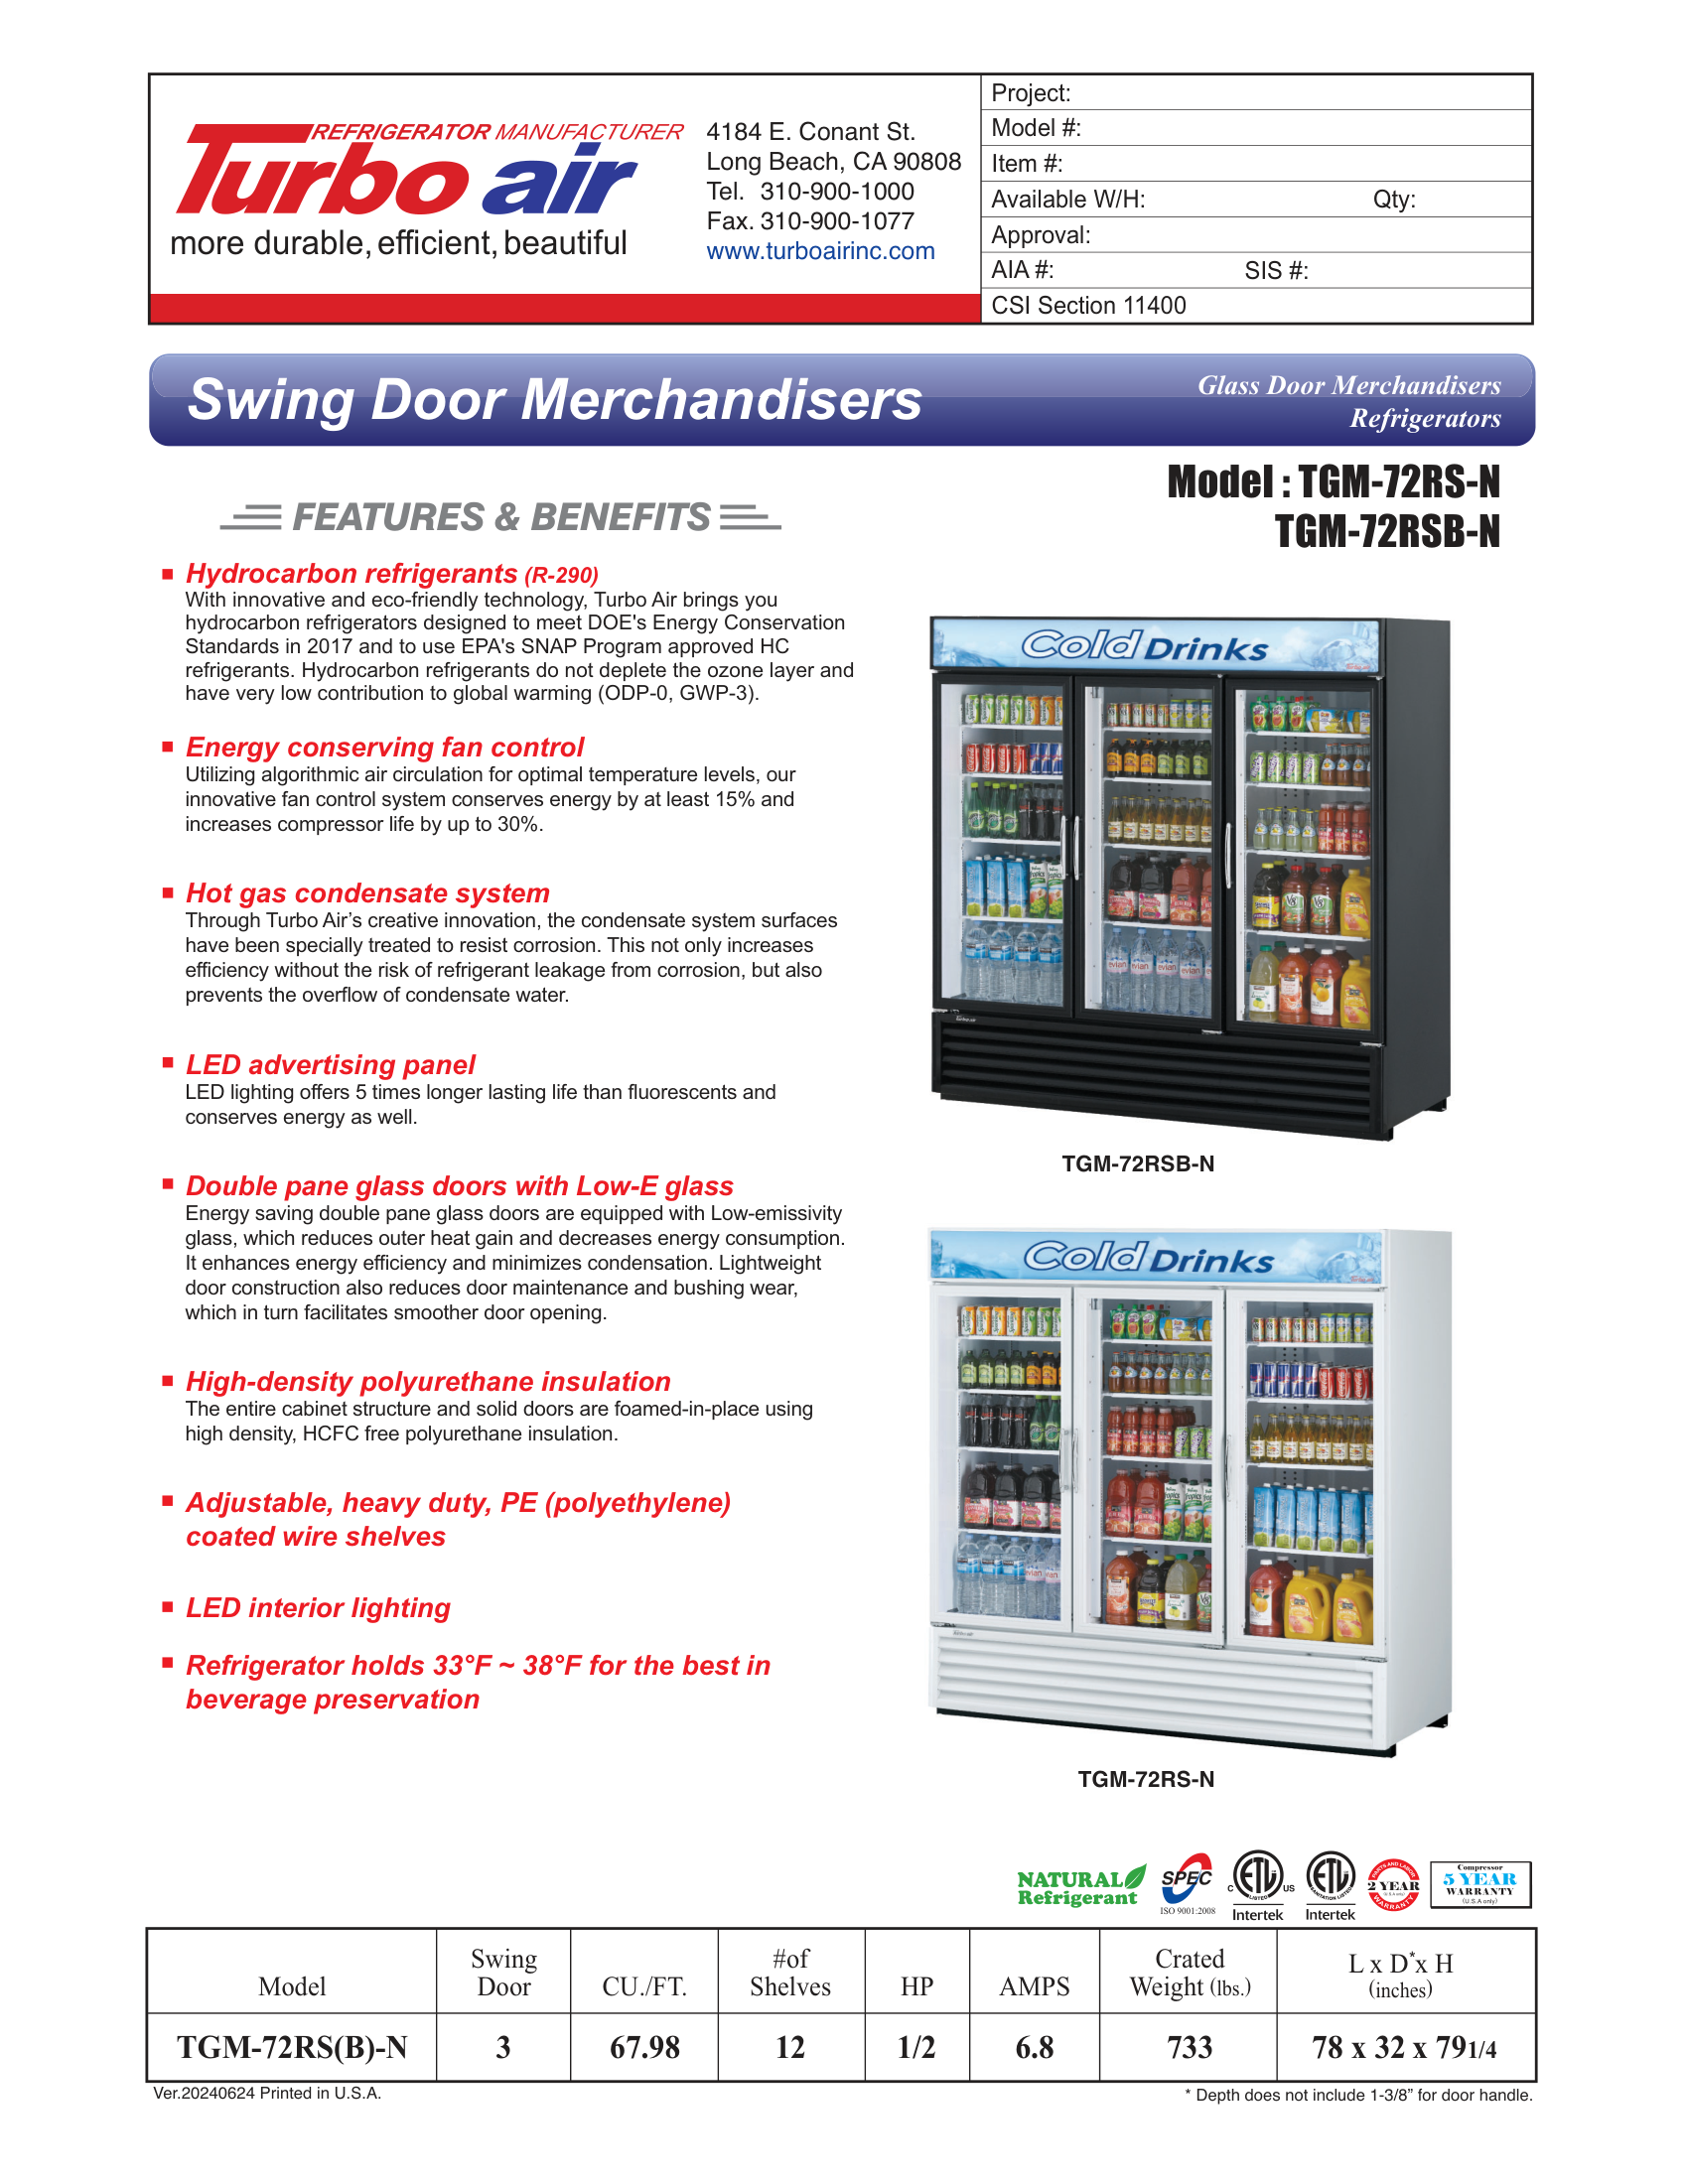 REFRIGERATOR MANUFACTURER
Turbo air
more durable, efficient, beautiful
4184 E. Conant St.
Long Beach, CA 90808
Tel. 310-900-1000
Fax. 310-900-1077
www.turboairinc.com
Project:
Model #:
Item #:
Available W/H: Qty:
Approval:
AIA #: SIS #:
CSI Section 11400
Swing Door Merchandisers
Glass Door Merchandisers
Refrigerators
Model : TGM-72RS-N
TGM-72RSB-N
FEATURES & BENEFITS
Hydrocarbon refrigerants (R-290)
With innovative and eco-friendly technology, Turbo Air brings you
hydrocarbon refrigerators designed to meet DOE's Energy Conservation
Standards in 2017 and to use EPA's SNAP Program approved HC
refrigerants. Hydrocarbon refrigerants do not deplete the ozone layer and
have very low contribution to global warming (ODP-0, GWP-3).
Energy conserving fan control
Utilizing algorithmic air circulation for optimal temperature levels, our
innovative fan control system conserves energy by at least 15% and
increases compressor life by up to 30%.
Hot gas condensate system
Through Turbo Air’s creative innovation, the condensate system surfaces
have been specially treated to resist corrosion. This not only increases
efficiency without the risk of refrigerant leakage from corrosion, but also
prevents the overflow of condensate water.
LED advertising panel
LED lighting offers 5 times longer lasting life than fluorescents and
conserves energy as well.
Double pane glass doors with Low-E glass
Energy saving double pane glass doors are equipped with Low-emissivity
glass, which reduces outer heat gain and decreases energy consumption.
It enhances energy efficiency and minimizes condensation. Lightweight
door construction also reduces door maintenance and bushing wear,
which in turn facilitates smoother door opening.
High-density polyurethane insulation
The entire cabinet structure and solid doors are foamed-in-place using
high density, HCFC free polyurethane insulation.
Adjustable, heavy duty, PE (polyethylene)
coated wire shelves
LED interior lighting
Refrigerator holds 33°F ~ 38°F for the best in
beverage preservation
Cold Drinks
evian evian evian evian
TGM-72RSB-N
Cold Drinks
TGM-72RS-N
NATURAL
Refrigerant
SPEC
ISO 9001:2008
C ETL US
LISTED
Intertek
ETL
SANITATION LISTED
Intertek
PARTS AND LABOR
2 YEAR
(U.S.A only)
WARRANTY
Compressor
5 YEAR
WARRANTY
(U.S.A only)
Model
Swing
Door
CU./FT.
#of
Shelves
HP
AMPS
Crated
Weight (lbs.)
L x D* x H
(inches)
TGM-72RS(B)-N 3 67.98 12 1/2 6.8 733 78 x 32 x 79 1/4
Ver.20240624 Printed in U.S.A.
* Depth does not include 1-3/8” for door handle.